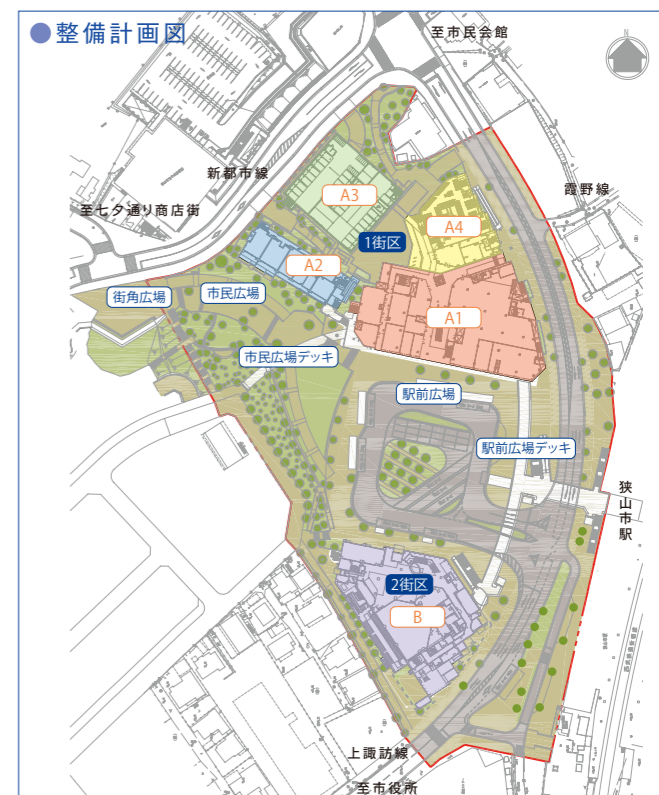 ●整備計画図
至市民会館
N
新都市線
霞野線
A3
至七夕通り商店街
A4
1街区
A2
街角広場
市民広場
A1
市民広場デッキ
駅前広場
駅前広場デッキ
狭山市駅
2街区
B
上諏訪線
至市役所